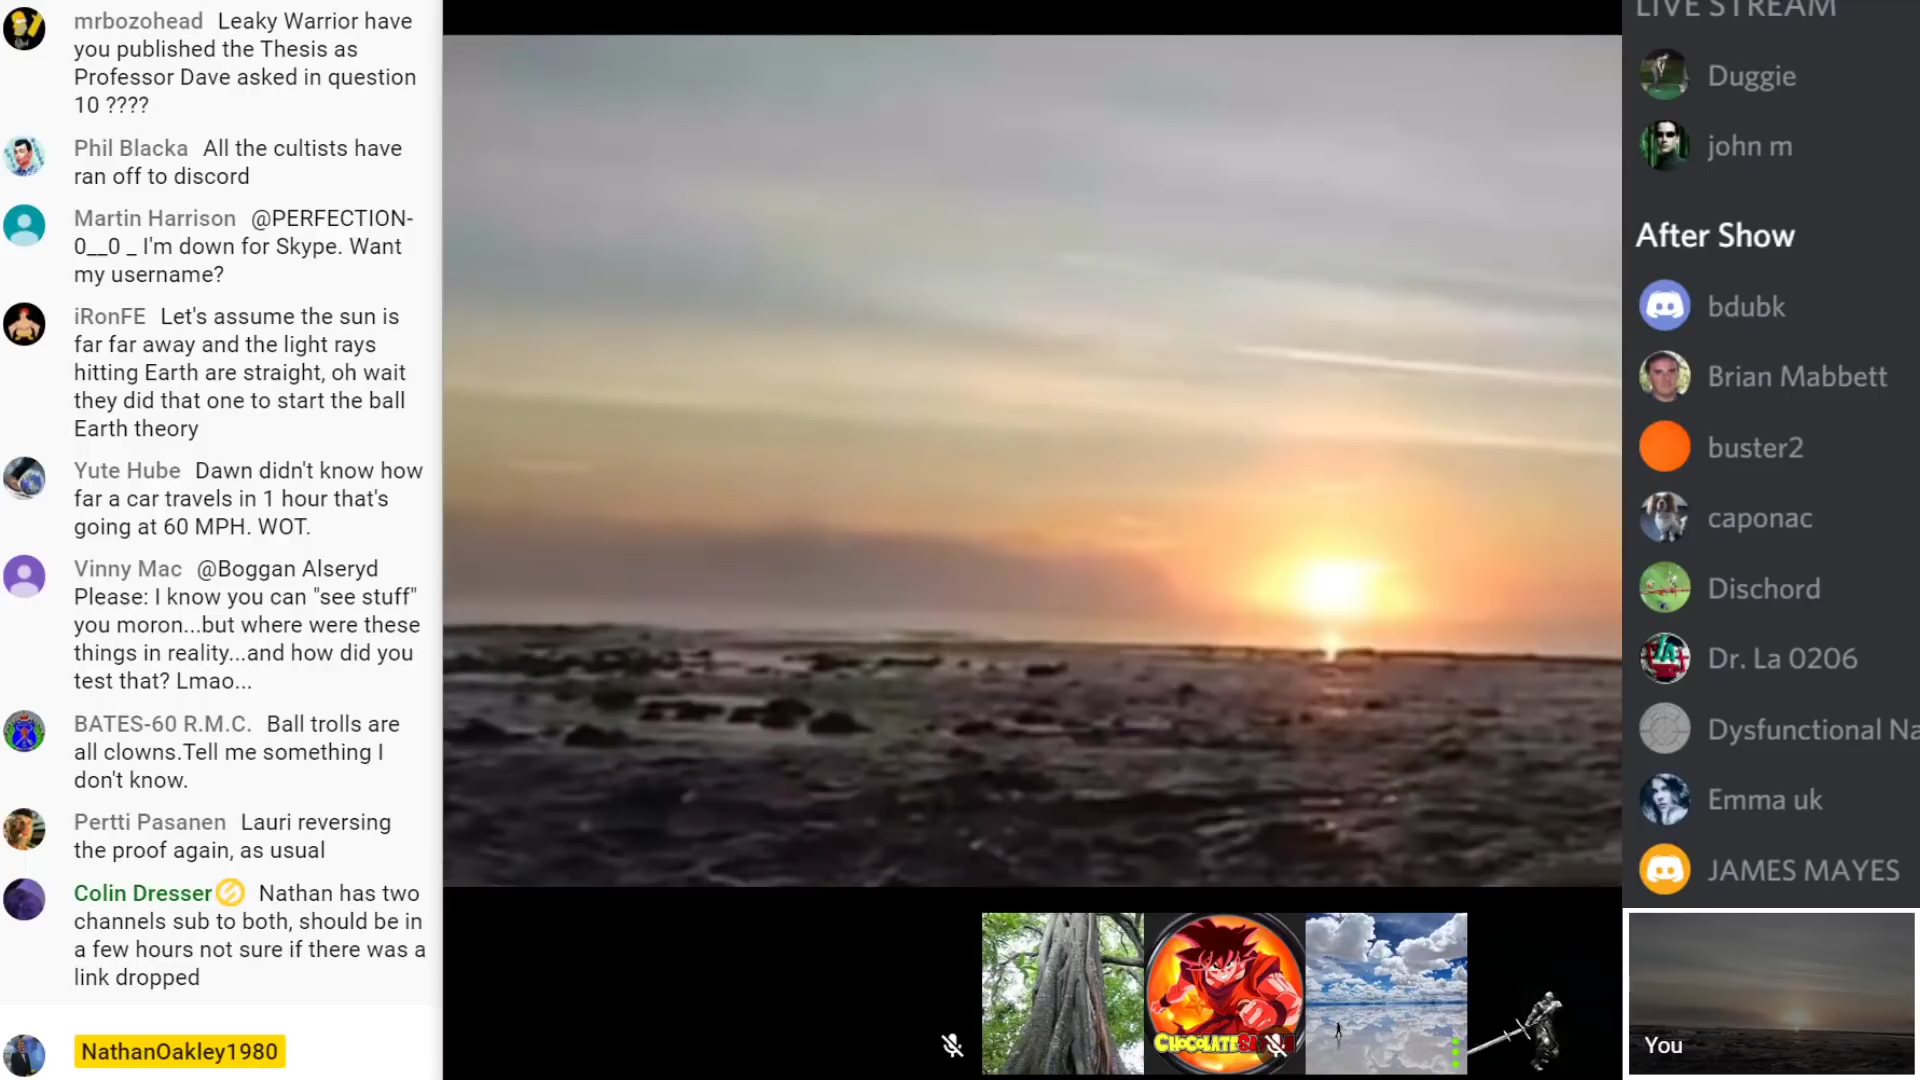 mrbozohead Leaky Warrior have
you published the Thesis as
Professor Dave asked in question
10 ????
Phil Blacka All the cultists have
ran off to discord
Martin Harrison @PERFECTION-
0__0 _ I'm down for Skype. Want
my username?
iRonFE Let's assume the sun is
far far away and the light rays
hitting Earth are straight, oh wait
they did that one to start the ball
Earth theory
Yute Hube Dawn didn't know how
far a car travels in 1 hour that's
going at 60 MPH. WOT.
Vinny Mac @Boggan Alseryd
Please: I know you can "see stuff"
you moron...but where were these
things in reality...and how did you
test that? Lmao...
BATES-60 R.M.C. Ball trolls are
all clowns.Tell me something I
don't know.
Pertti Pasanen Lauri reversing
the proof again, as usual
Colin Dresser Nathan has two
channels sub to both, should be in
a few hours not sure if there was a
link dropped
NathanOakley1980
LIVE STREAM
Duggie
john m
After Show
bdubk
Brian Mabbett
buster2
caponac
Dischord
Dr. La 0206
Dysfunctional Na
Emma uk
JAMES MAYES
You